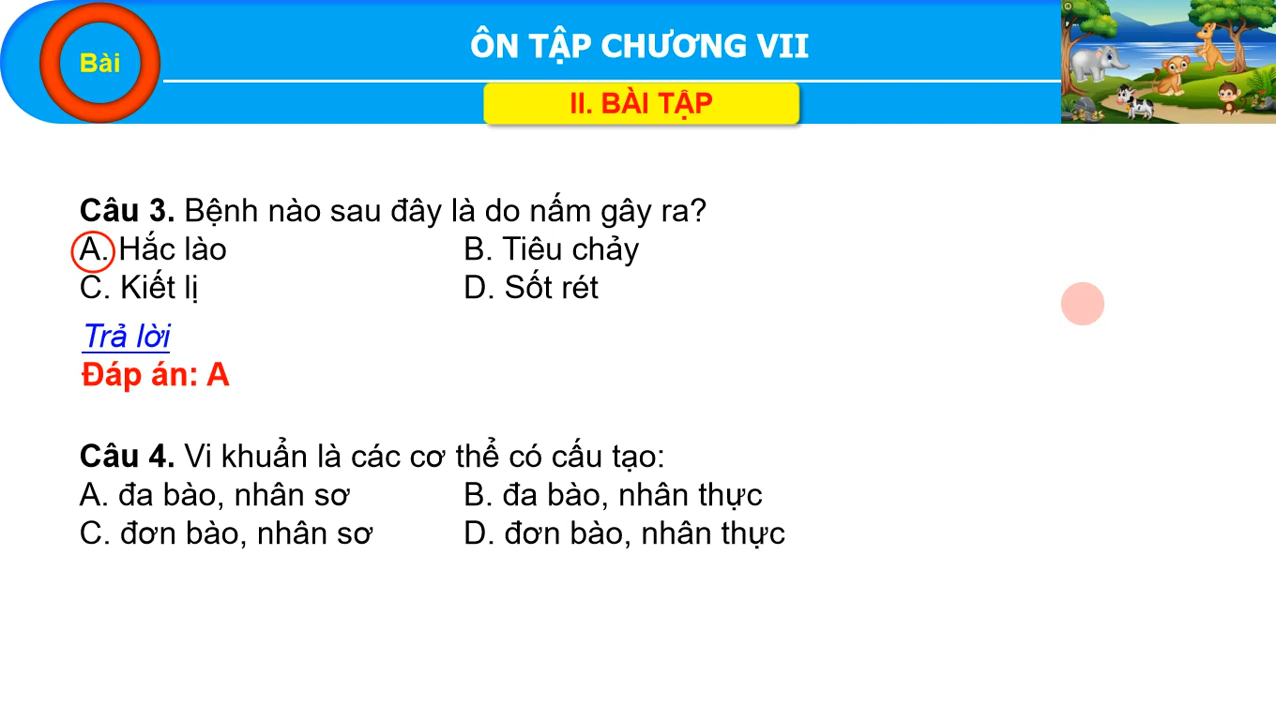 Bài
ÔN TẬP CHƯƠNG VII
II. BÀI TẬP
Câu 3. Bệnh nào sau đây là do nấm gây ra?
A. Hắc lào B. Tiêu chảy
C. Kiết lị D. Sốt rét
Trả lời
Đáp án: A
Câu 4. Vi khuẩn là các cơ thể có cấu tạo:
A. đa bào, nhân sơ B. đa bào, nhân thực
C. đơn bào, nhân sơ D. đơn bào, nhân thực